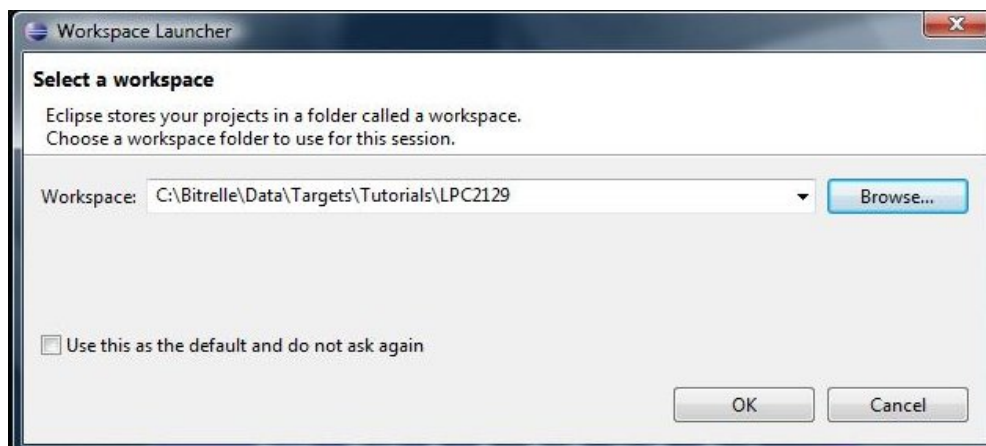 Workspace Launcher
Select a workspace
Eclipse stores your projects in a folder called a workspace.
Choose a workspace folder to use for this session.
Workspace: C:\Bitrelle\Data\Targets\Tutorials\LPC2129 Browse...
Use this as the default and do not ask again
OK Cancel